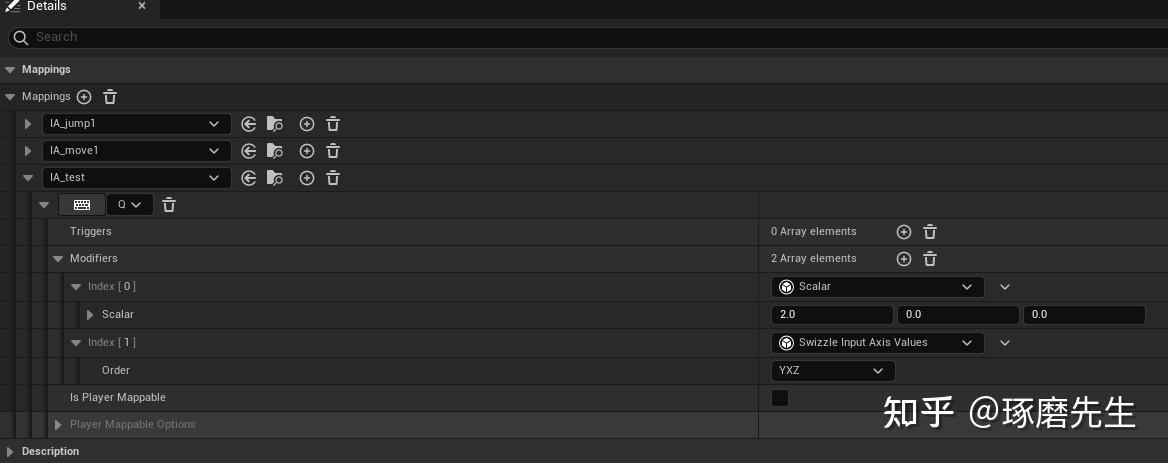 Details
Search
Mappings
Mappings
IA_jump1
IA_move1
IA_test
Q
Triggers 0 Array elements
Modifiers 2 Array elements
Index [ 0 ] Scalar
Scalar 2.0 0.0 0.0
Index [ 1 ] Swizzle Input Axis Values
Order YXZ
Is Player Mappable
Player Mappable Options
Description
知乎 @琢磨先生